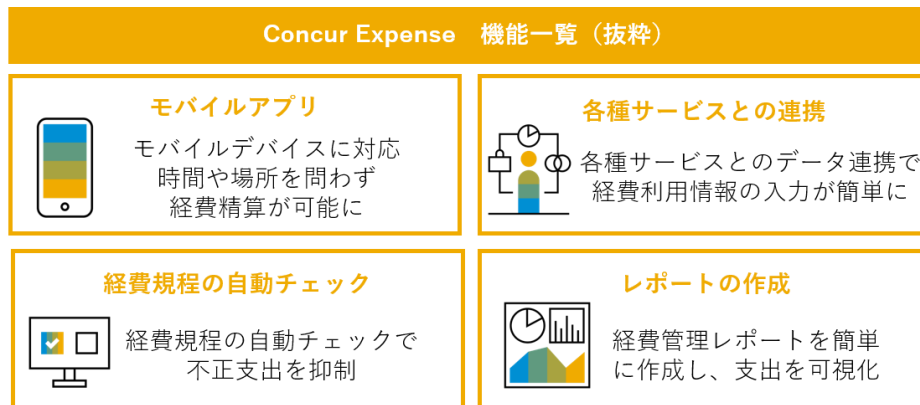 Concur Expense 機能一覧（抜粋）
モバイルアプリ
モバイルデバイスに対応
時間や場所を問わず
経費精算が可能に
各種サービスとの連携
各種サービスとのデータ連携で
経費利用情報の入力が簡単に
経費規程の自動チェック
経費規程の自動チェックで
不正支出を抑制
レポートの作成
経費管理レポートを簡単
に作成し、支出を可視化